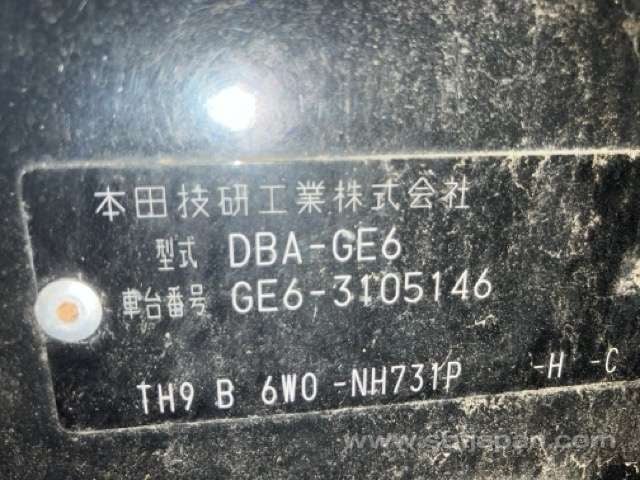 本田技研工業株式会社
型式 DBA-GE6
車台番号 GE6-3105146
TH9 B 6W0 -NH731P -H -C
www.sbtjapan.com